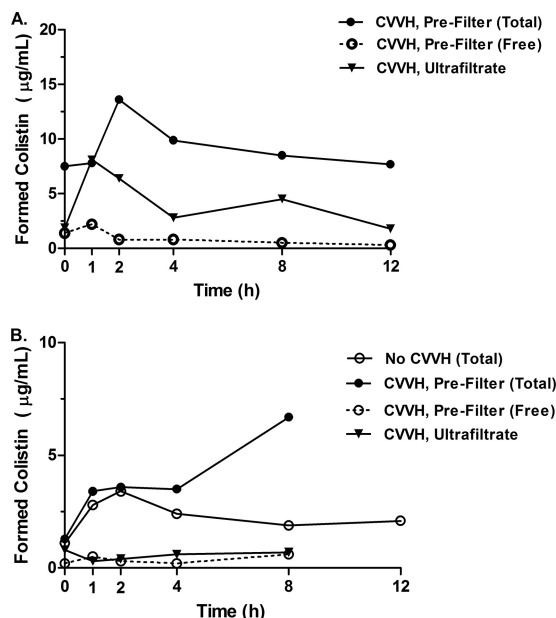 A.
CVVH, Pre-Filter (Total)
CVVH, Pre-Filter (Free)
CVVH, Ultrafiltrate
Formed Colistin ( μg/mL)
20
15
10
5
0
0 1 2 4 8 12
Time (h)
B.
No CVVH (Total)
CVVH, Pre-Filter (Total)
CVVH, Pre-Filter (Free)
CVVH, Ultrafiltrate
Formed Colistin ( μg/mL)
10
5
0
0 1 2 4 8 12
Time (h)